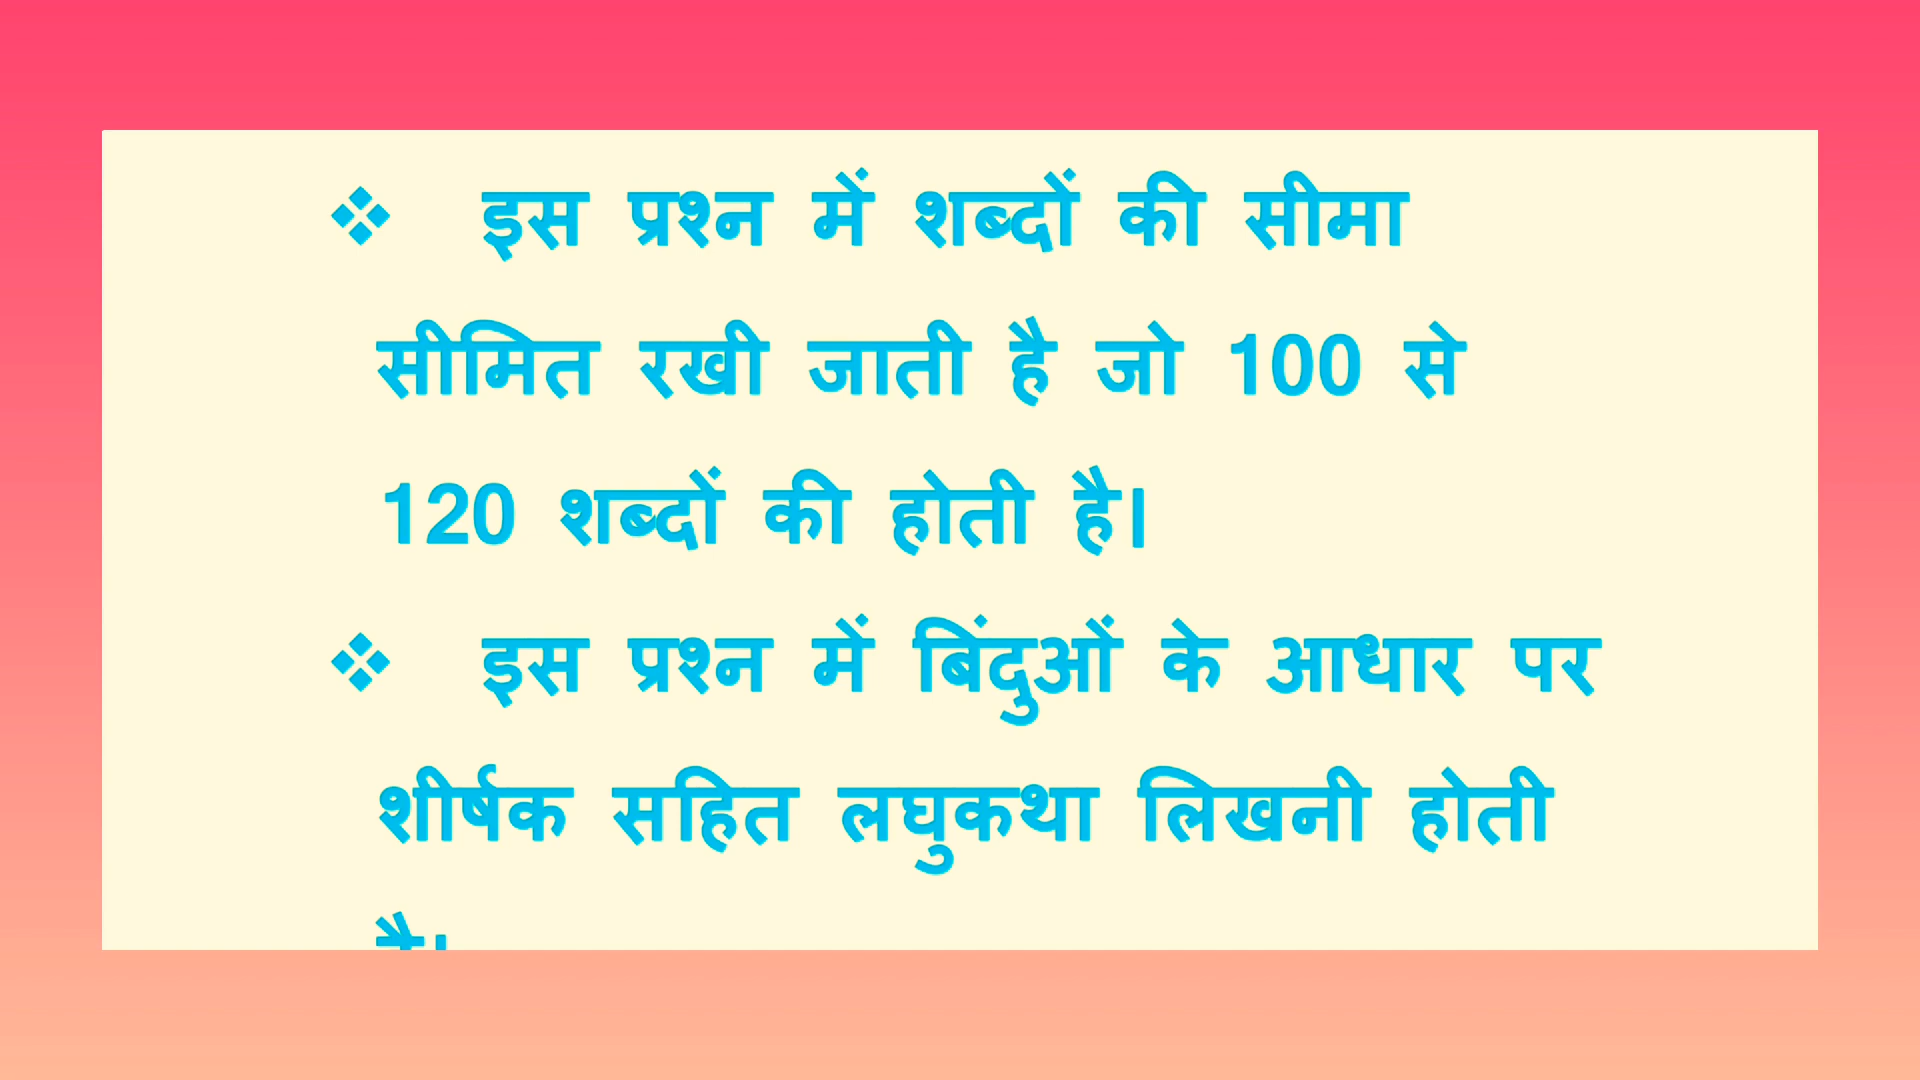 ❖ इस प्रश्न में शब्दों की सीमा
सीमित रखी जाती है जो 100 से
120 शब्दों की होती है।
❖ इस प्रश्न में बिंदुओं के आधार पर
शीर्षक सहित लघुकथा लिखनी होती
है।